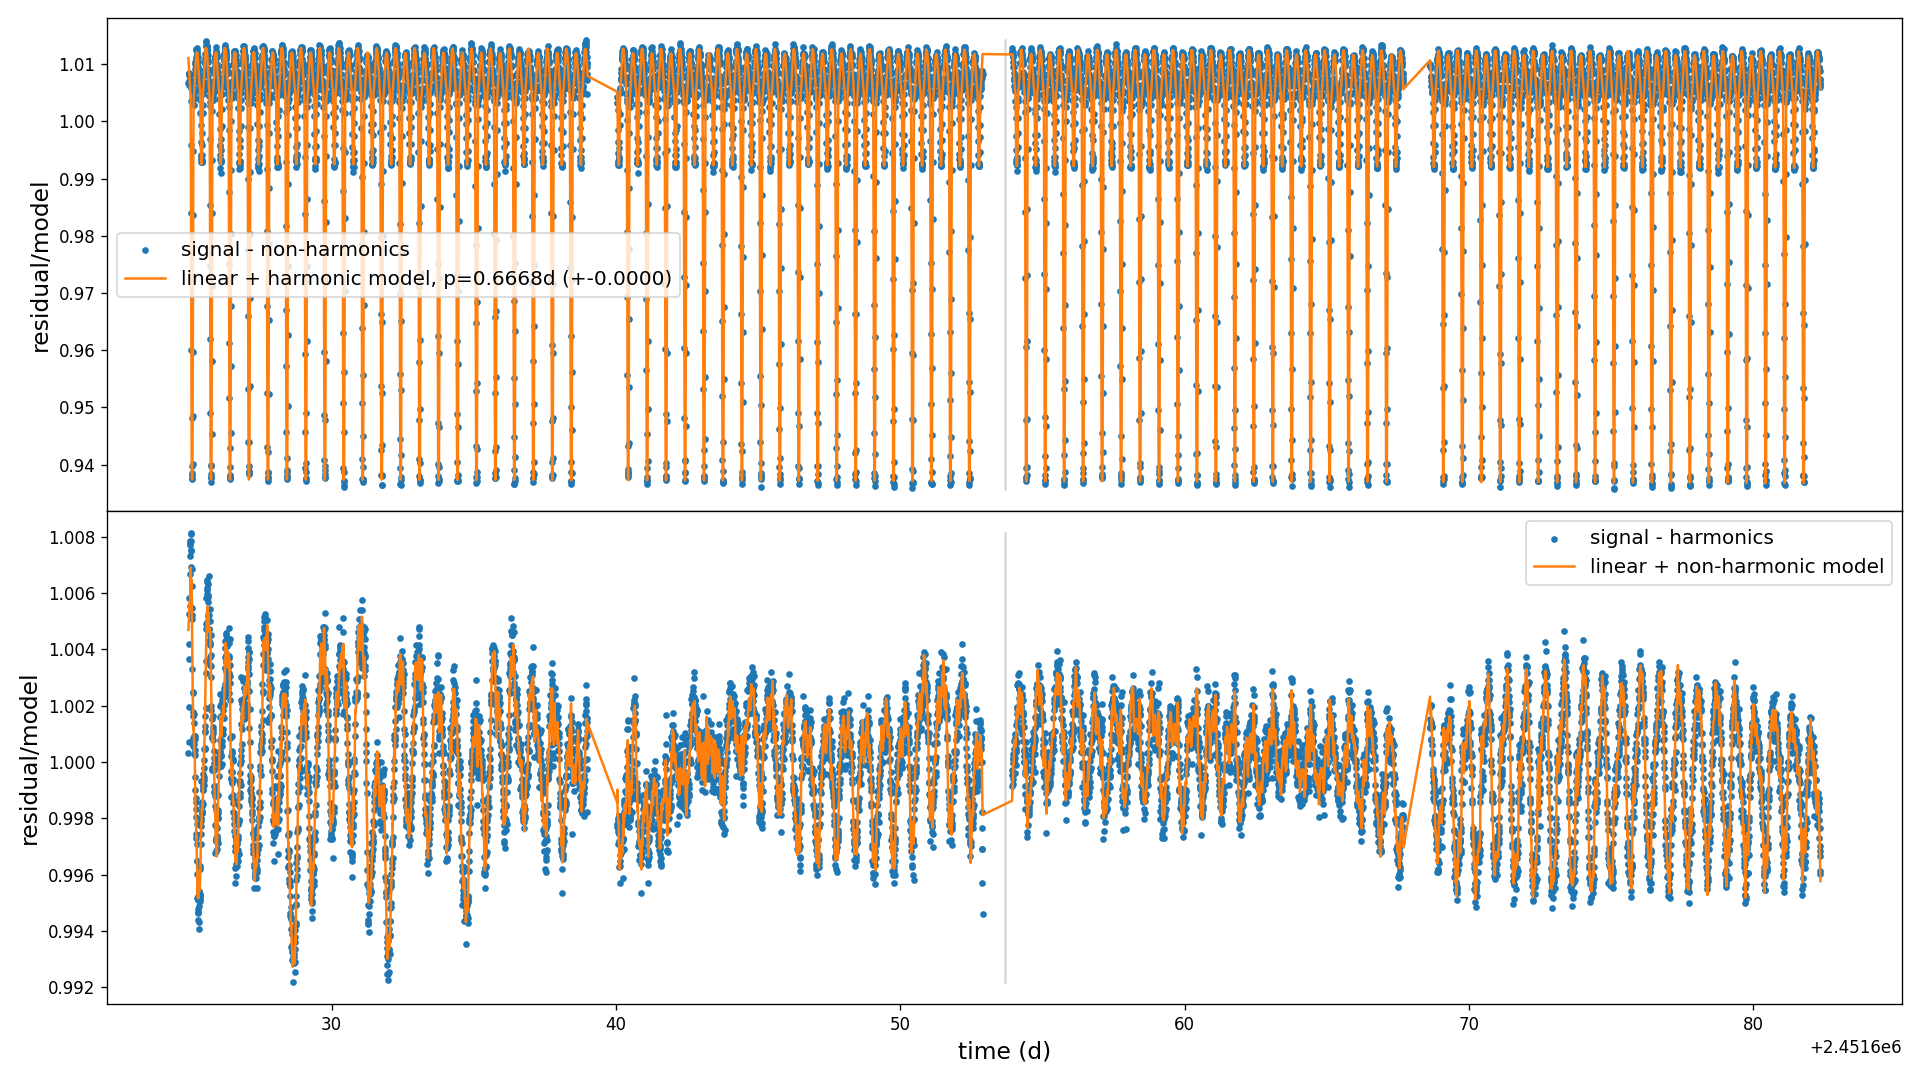 1.01
1.00
0.99
0.98
0.97
0.96
0.95
0.94
residual/model
signal - non-harmonics
linear + harmonic model, p=0.6668d (+-0.0000)
1.008
1.006
1.004
1.002
1.000
0.998
0.996
0.994
0.992
residual/model
signal - harmonics
linear + non-harmonic model
30
40
50
60
70
80
time (d)
+2.4516e6